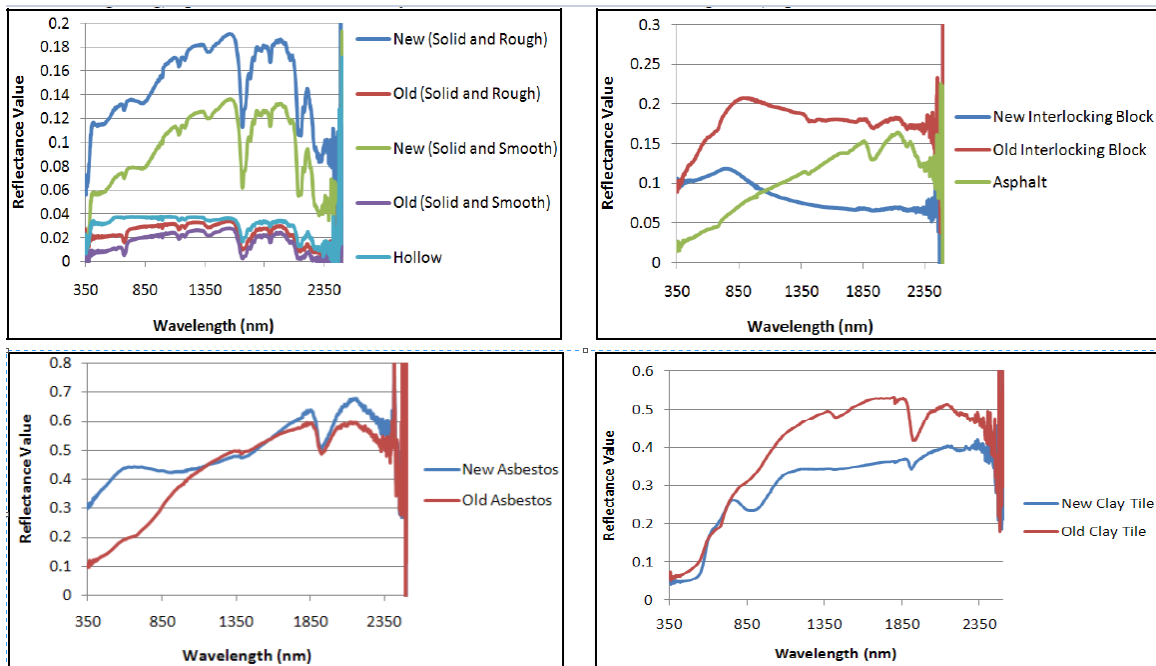 0.2
0.18
0.16
0.14
0.12
0.1
0.08
0.06
0.04
0.02
0
Reflectance Value
350 850 1350 1850 2350
Wavelength (nm)
New (Solid and Rough)
Old (Solid and Rough)
New (Solid and Smooth)
Old (Solid and Smooth)
Hollow
0.3
0.25
0.2
0.15
0.1
0.05
0
Reflectance Value
350 850 1350 1850 2350
Wavelength (nm)
New Interlocking Block
Old Interlocking Block
Asphalt
0.8
0.7
0.6
0.5
0.4
0.3
0.2
0.1
0
Reflectance Value
350 850 1350 1850 2350
Wavelength (nm)
New Asbestos
Old Asbestos
0.6
0.5
0.4
0.3
0.2
0.1
0
Reflectance Value
350 850 1350 1850 2350
Wavelength (nm)
New Clay Tile
Old Clay Tile